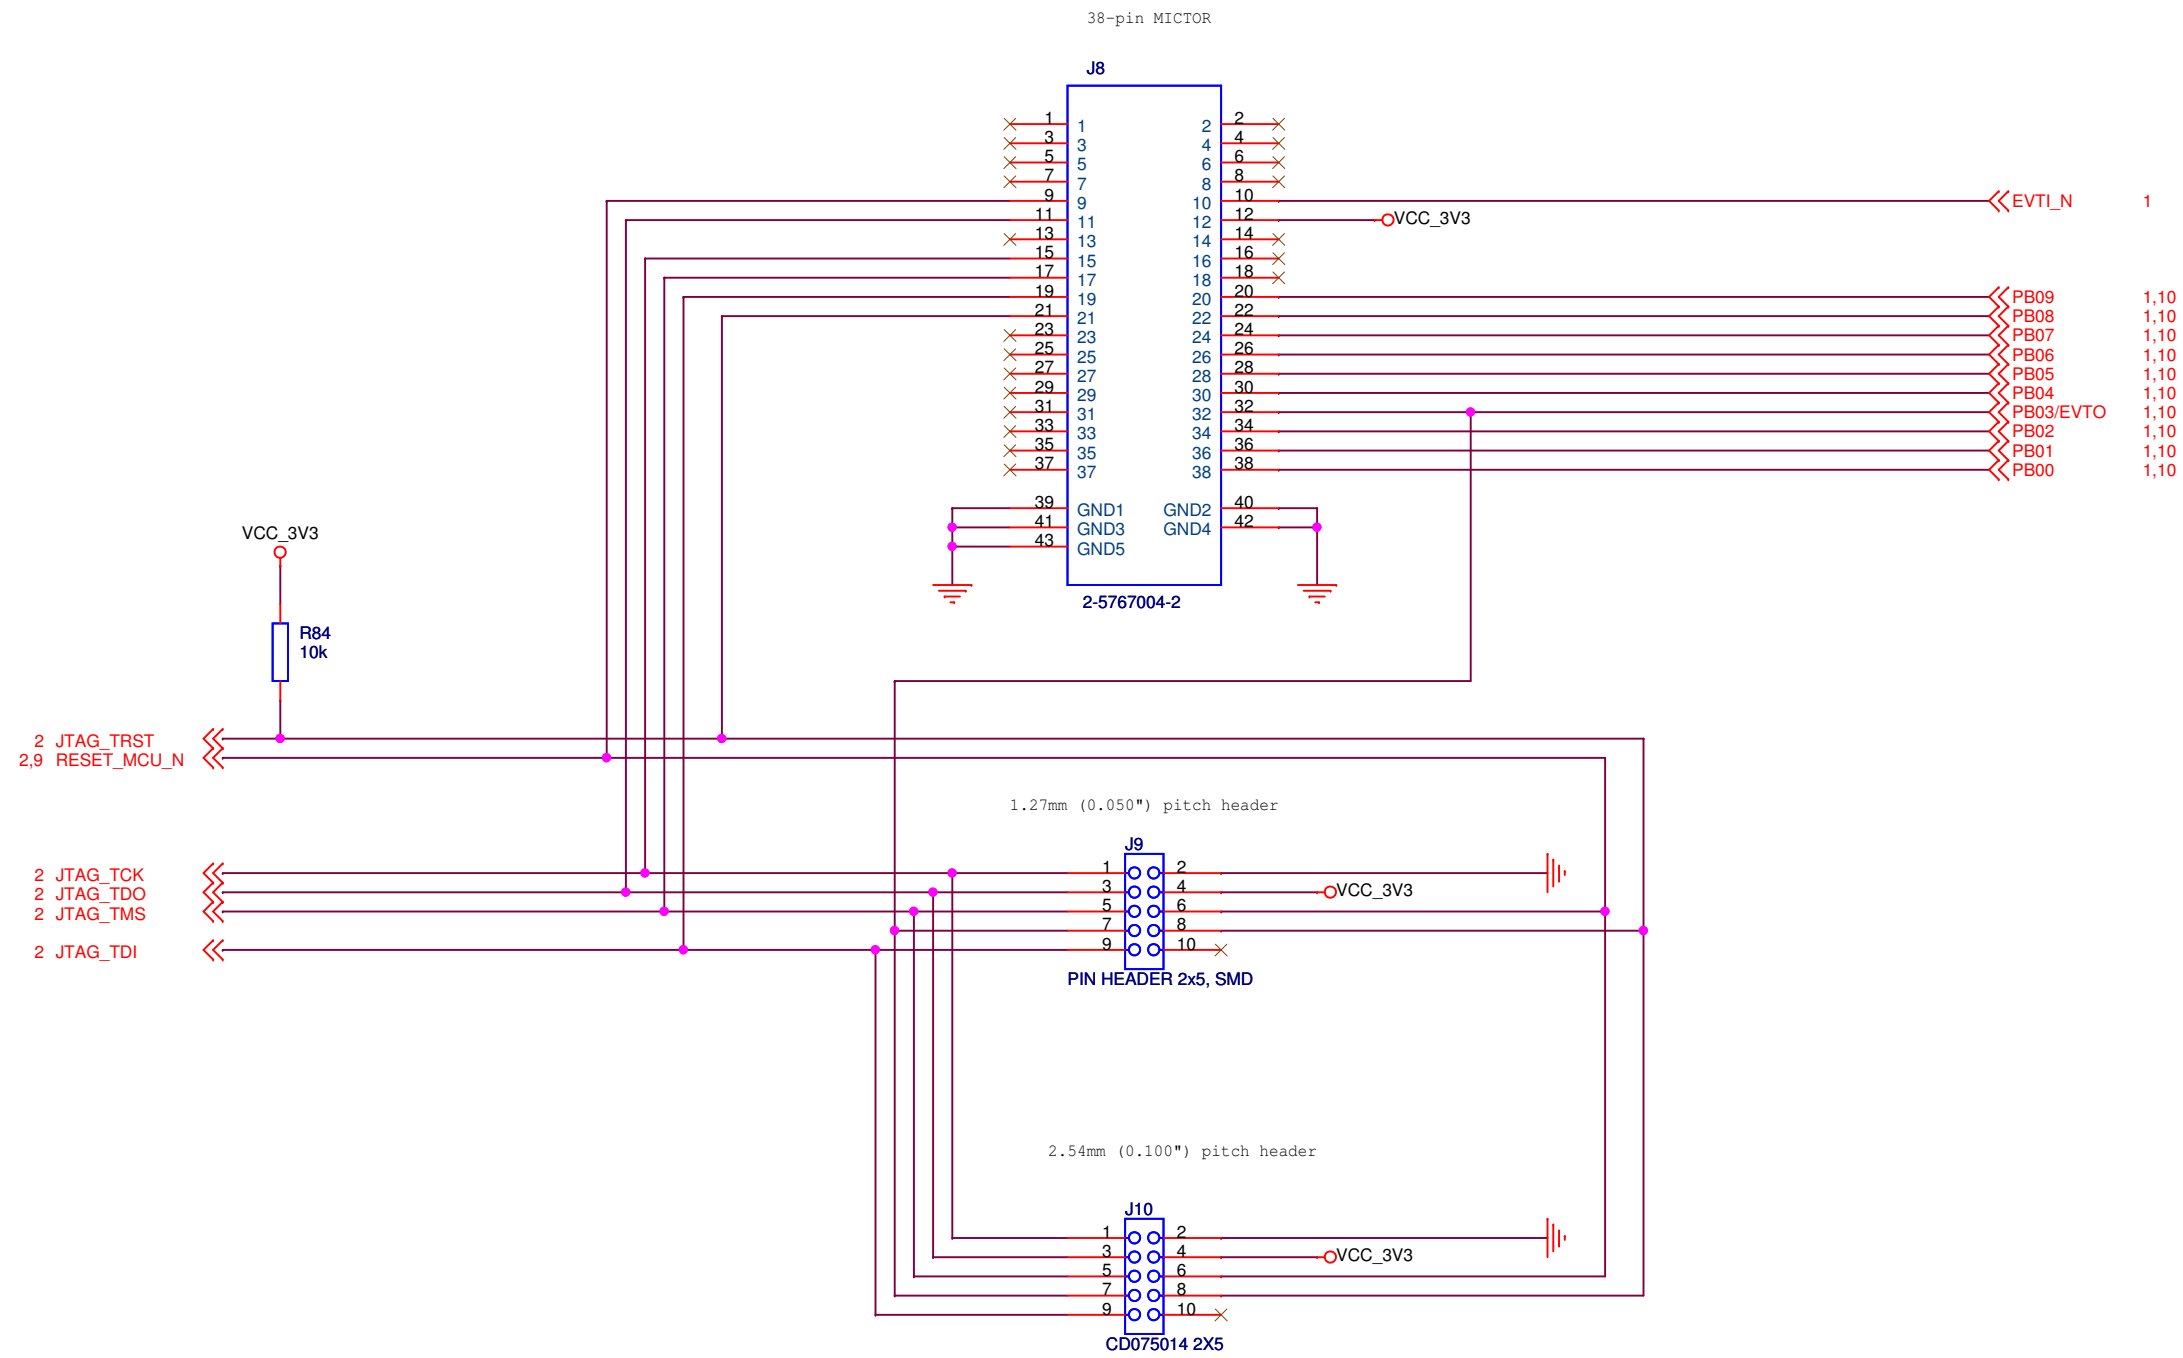 38-pin MICTOR
J8
1 1 2 2
3 3 4 4
5 5 6 6
7 7 8 8
9 9 10 10 EVTI_N 1
11 11 12 12 VCC_3V3
13 13 14 14
15 15 16 16
17 17 18 18
19 19 20 20 PB09 1,10
21 21 22 22 PB08 1,10
23 23 24 24 PB07 1,10
25 25 26 26 PB06 1,10
27 27 28 28 PB05 1,10
29 29 30 30 PB04 1,10
31 31 32 32 PB03/EVTO 1,10
33 33 34 34 PB02 1,10
35 35 36 36 PB01 1,10
37 37 38 38 PB00 1,10
39 GND1 GND2 40
41 GND3 GND4 42
43 GND5
2-5767004-2
VCC_3V3
R84
10k
2 JTAG_TRST
2,9 RESET_MCU_N
1.27mm (0.050") pitch header
J9
2 JTAG_TCK 1 2
2 JTAG_TDO 3 4 VCC_3V3
2 JTAG_TMS 5 6
7 8
2 JTAG_TDI 9 10
PIN HEADER 2x5, SMD
2.54mm (0.100") pitch header
J10
1 2
3 4 VCC_3V3
5 6
7 8
9 10
CD075014 2X5